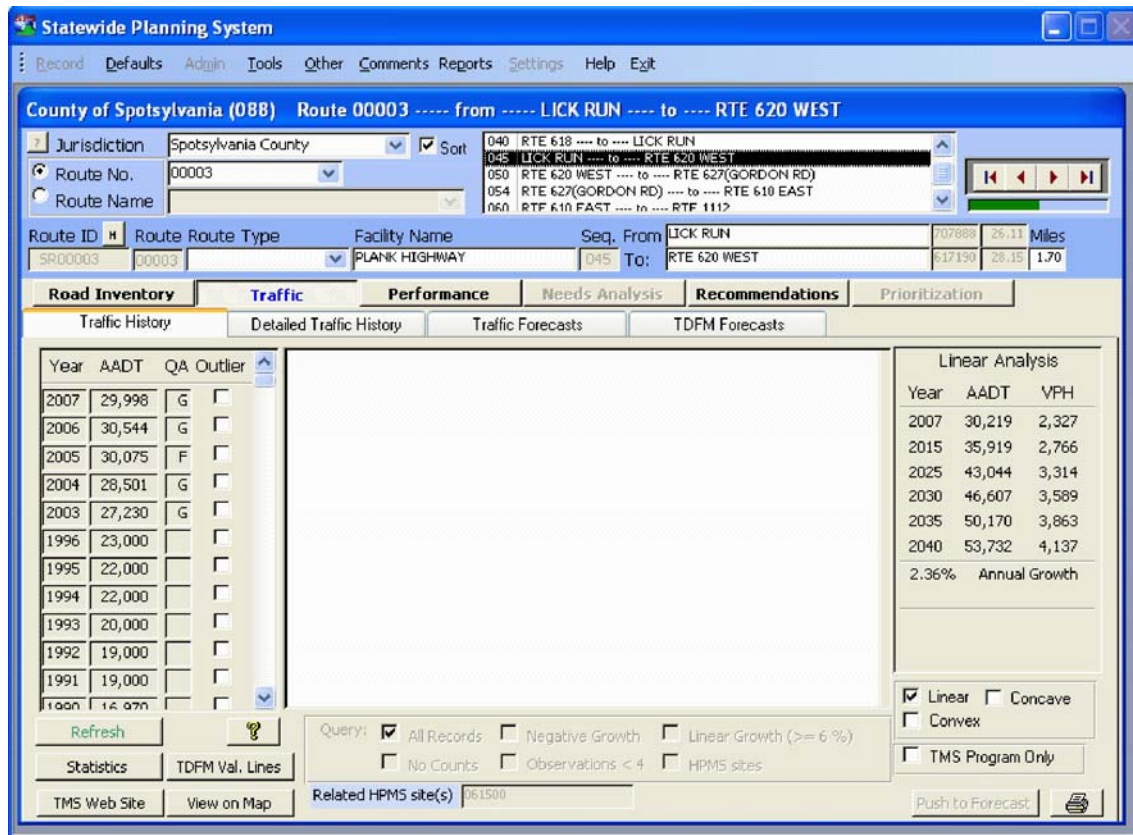 Statewide Planning System
Record Defaults Admin Tools Other Comments Reports Settings Help Exit
County of Spotsylvania (088) Route 00003 ----- from ----- LICK RUN ---- to ---- RTE 620 WEST
? Jurisdiction Spotsylvania County Sort
Route No. 00003
Route Name
040 RTE 618 ---- to ---- LICK RUN
045 LICK RUN ---- to ---- RTE 620 WEST
050 RTE 620 WEST ---- to ---- RTE 627(GORDON RD)
054 RTE 627(GORDON RD) ---- to ---- RTE 610 EAST
060 RTE 610 EAST ---- to ---- RTE 1112
Route ID H Route Route Type Facility Name Seq. From LICK RUN 707888 26.11 Miles
SR00003 00003 PLANK HIGHWAY 045 To: RTE 620 WEST 617190 28.15 1.70
Road Inventory Traffic Performance Needs Analysis Recommendations Prioritization
Traffic History Detailed Traffic History Traffic Forecasts TDFM Forecasts
Year AADT QA Outlier
2007 29,998 G
2006 30,544 G
2005 30,075 F
2004 28,501 G
2003 27,230 G
1996 23,000
1995 22,000
1994 22,000
1993 20,000
1992 19,000
1991 19,000
1990 16,970
Linear Analysis
Year AADT VPH
2007 30,219 2,327
2015 35,919 2,766
2025 43,044 3,314
2030 46,607 3,589
2035 50,170 3,863
2040 53,732 4,137
2.36% Annual Growth
Linear Concave
Convex
TMS Program Only
Refresh ?
Statistics TDFM Val. Lines
TMS Web Site View on Map
Query: All Records Negative Growth Linear Growth (>= 6 %)
No Counts Observations < 4 HPMS sites
Related HPMS site(s) 061500
Push to Forecast